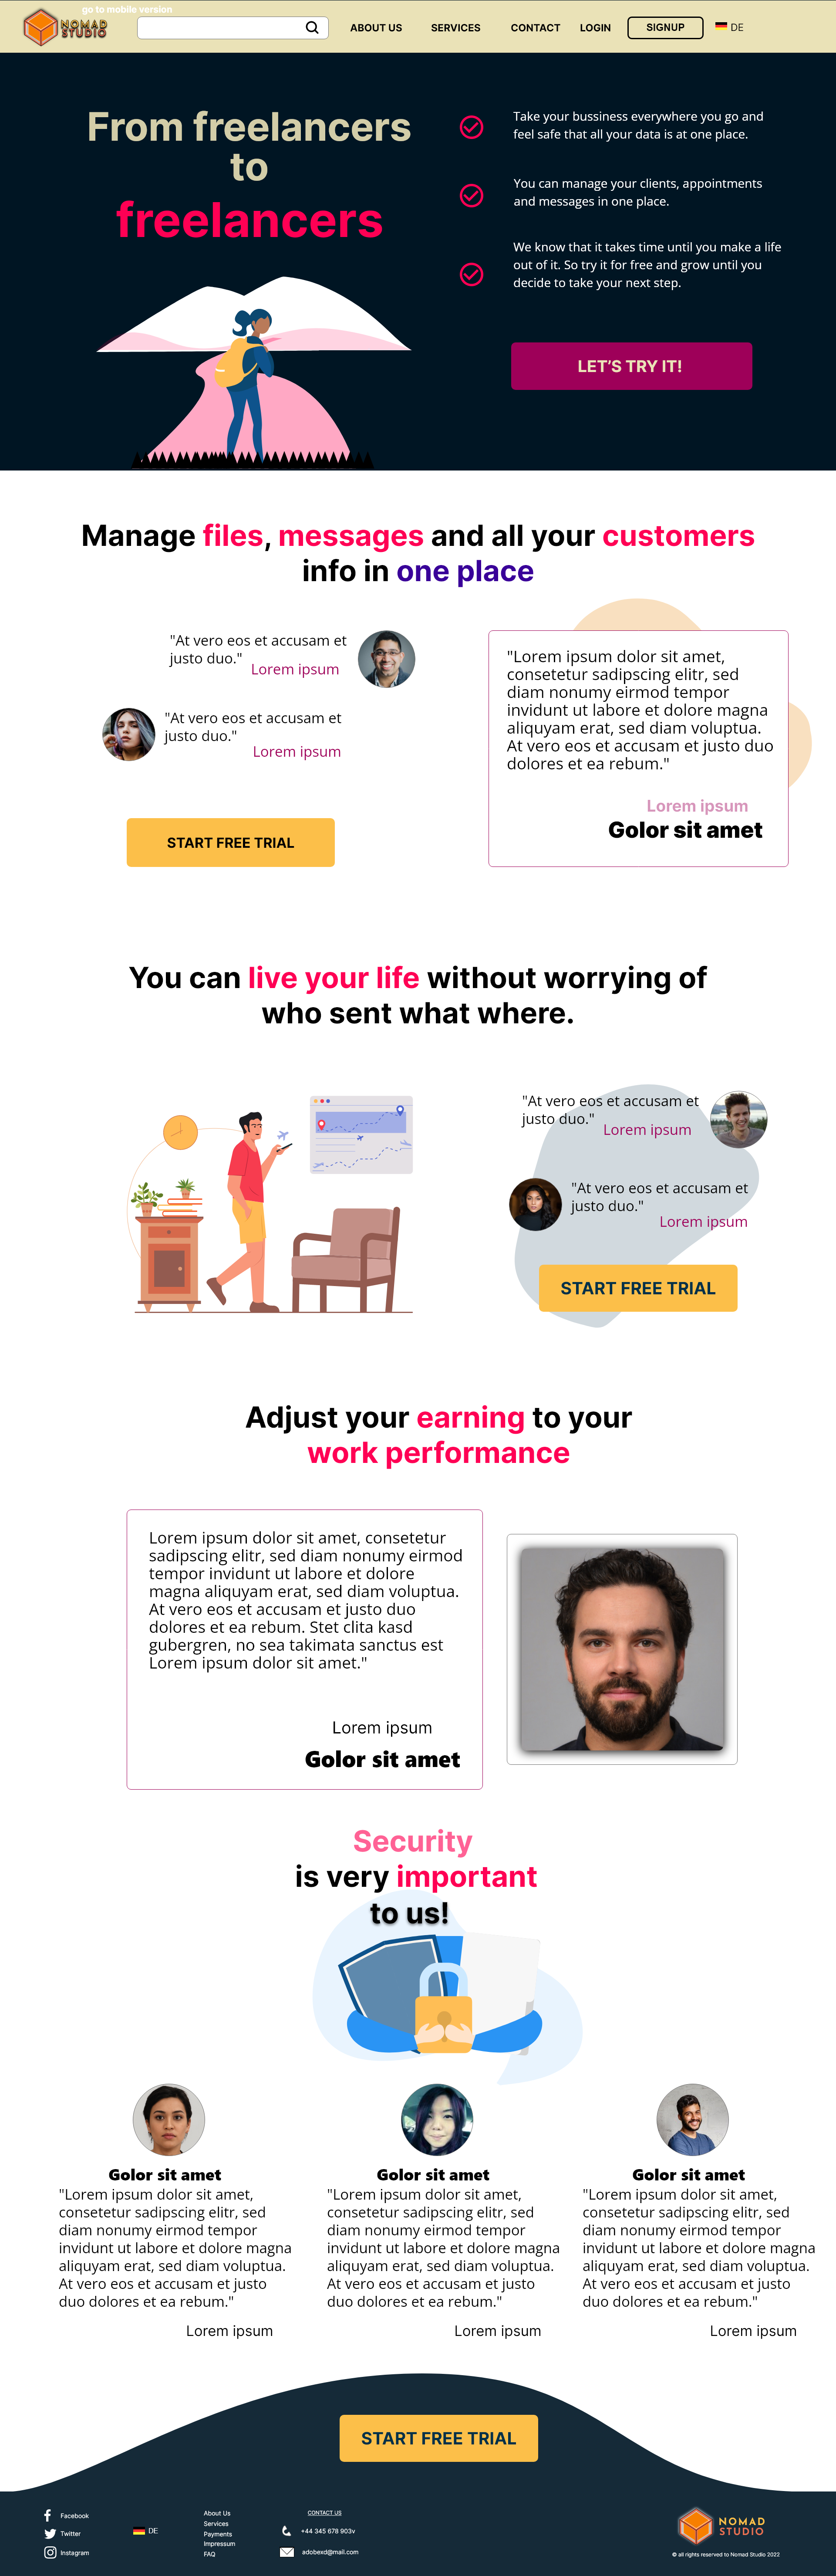 go to mobile version
NOMAD
STUDIO
ABOUT US
SERVICES
CONTACT
LOGIN
SIGNUP
DE
From freelancers
to
freelancers
Take your bussiness everywhere you go and
feel safe that all your data is at one place.
You can manage your clients, appointments
and messages in one place.
We know that it takes time until you make a life
out of it. So try it for free and grow until you
decide to take your next step.
LET'S TRY IT!
Manage files, messages and all your customers
info in one place
"At vero eos et accusam et
justo duo."
Lorem ipsum
"At vero eos et accusam et
justo duo."
Lorem ipsum
START FREE TRIAL
"Lorem ipsum dolor sit amet,
consetetur sadipscing elitr, sed
diam nonumy eirmod tempor
invidunt ut labore et dolore magna
aliquyam erat, sed diam voluptua.
At vero eos et accusam et justo duo
dolores et ea rebum."
Lorem ipsum
Golor sit amet
You can live your life without worrying of
who sent what where.
"At vero eos et accusam et
justo duo."
Lorem ipsum
"At vero eos et accusam et
justo duo."
Lorem ipsum
START FREE TRIAL
Adjust your earning to your
work performance
Lorem ipsum dolor sit amet, consetetur
sadipscing elitr, sed diam nonumy eirmod
tempor invidunt ut labore et dolore
magna aliquyam erat, sed diam voluptua.
At vero eos et accusam et justo duo
dolores et ea rebum. Stet clita kasd
gubergren, no sea takimata sanctus est
Lorem ipsum dolor sit amet."
Lorem ipsum
Golor sit amet
Security
is very important
to us!
Golor sit amet
"Lorem ipsum dolor sit amet,
consetetur sadipscing elitr, sed
diam nonumy eirmod tempor
invidunt ut labore et dolore magna
aliquyam erat, sed diam voluptua.
At vero eos et accusam et justo
duo dolores et ea rebum."
Lorem ipsum
Golor sit amet
"Lorem ipsum dolor sit amet,
consetetur sadipscing elitr, sed
diam nonumy eirmod tempor
invidunt ut labore et dolore magna
aliquyam erat, sed diam voluptua.
At vero eos et accusam et justo
duo dolores et ea rebum."
Lorem ipsum
Golor sit amet
"Lorem ipsum dolor sit amet,
consetetur sadipscing elitr, sed
diam nonumy eirmod tempor
invidunt ut labore et dolore magna
aliquyam erat, sed diam voluptua.
At vero eos et accusam et justo
duo dolores et ea rebum."
Lorem ipsum
START FREE TRIAL
Facebook
Twitter
Instagram
DE
About Us
Services
Payments
Impressum
FAQ
CONTACT US
+44 345 678 903v
adobexd@mail.com
NOMAD
STUDIO
© all rights reserved to Nomad Studio 2022